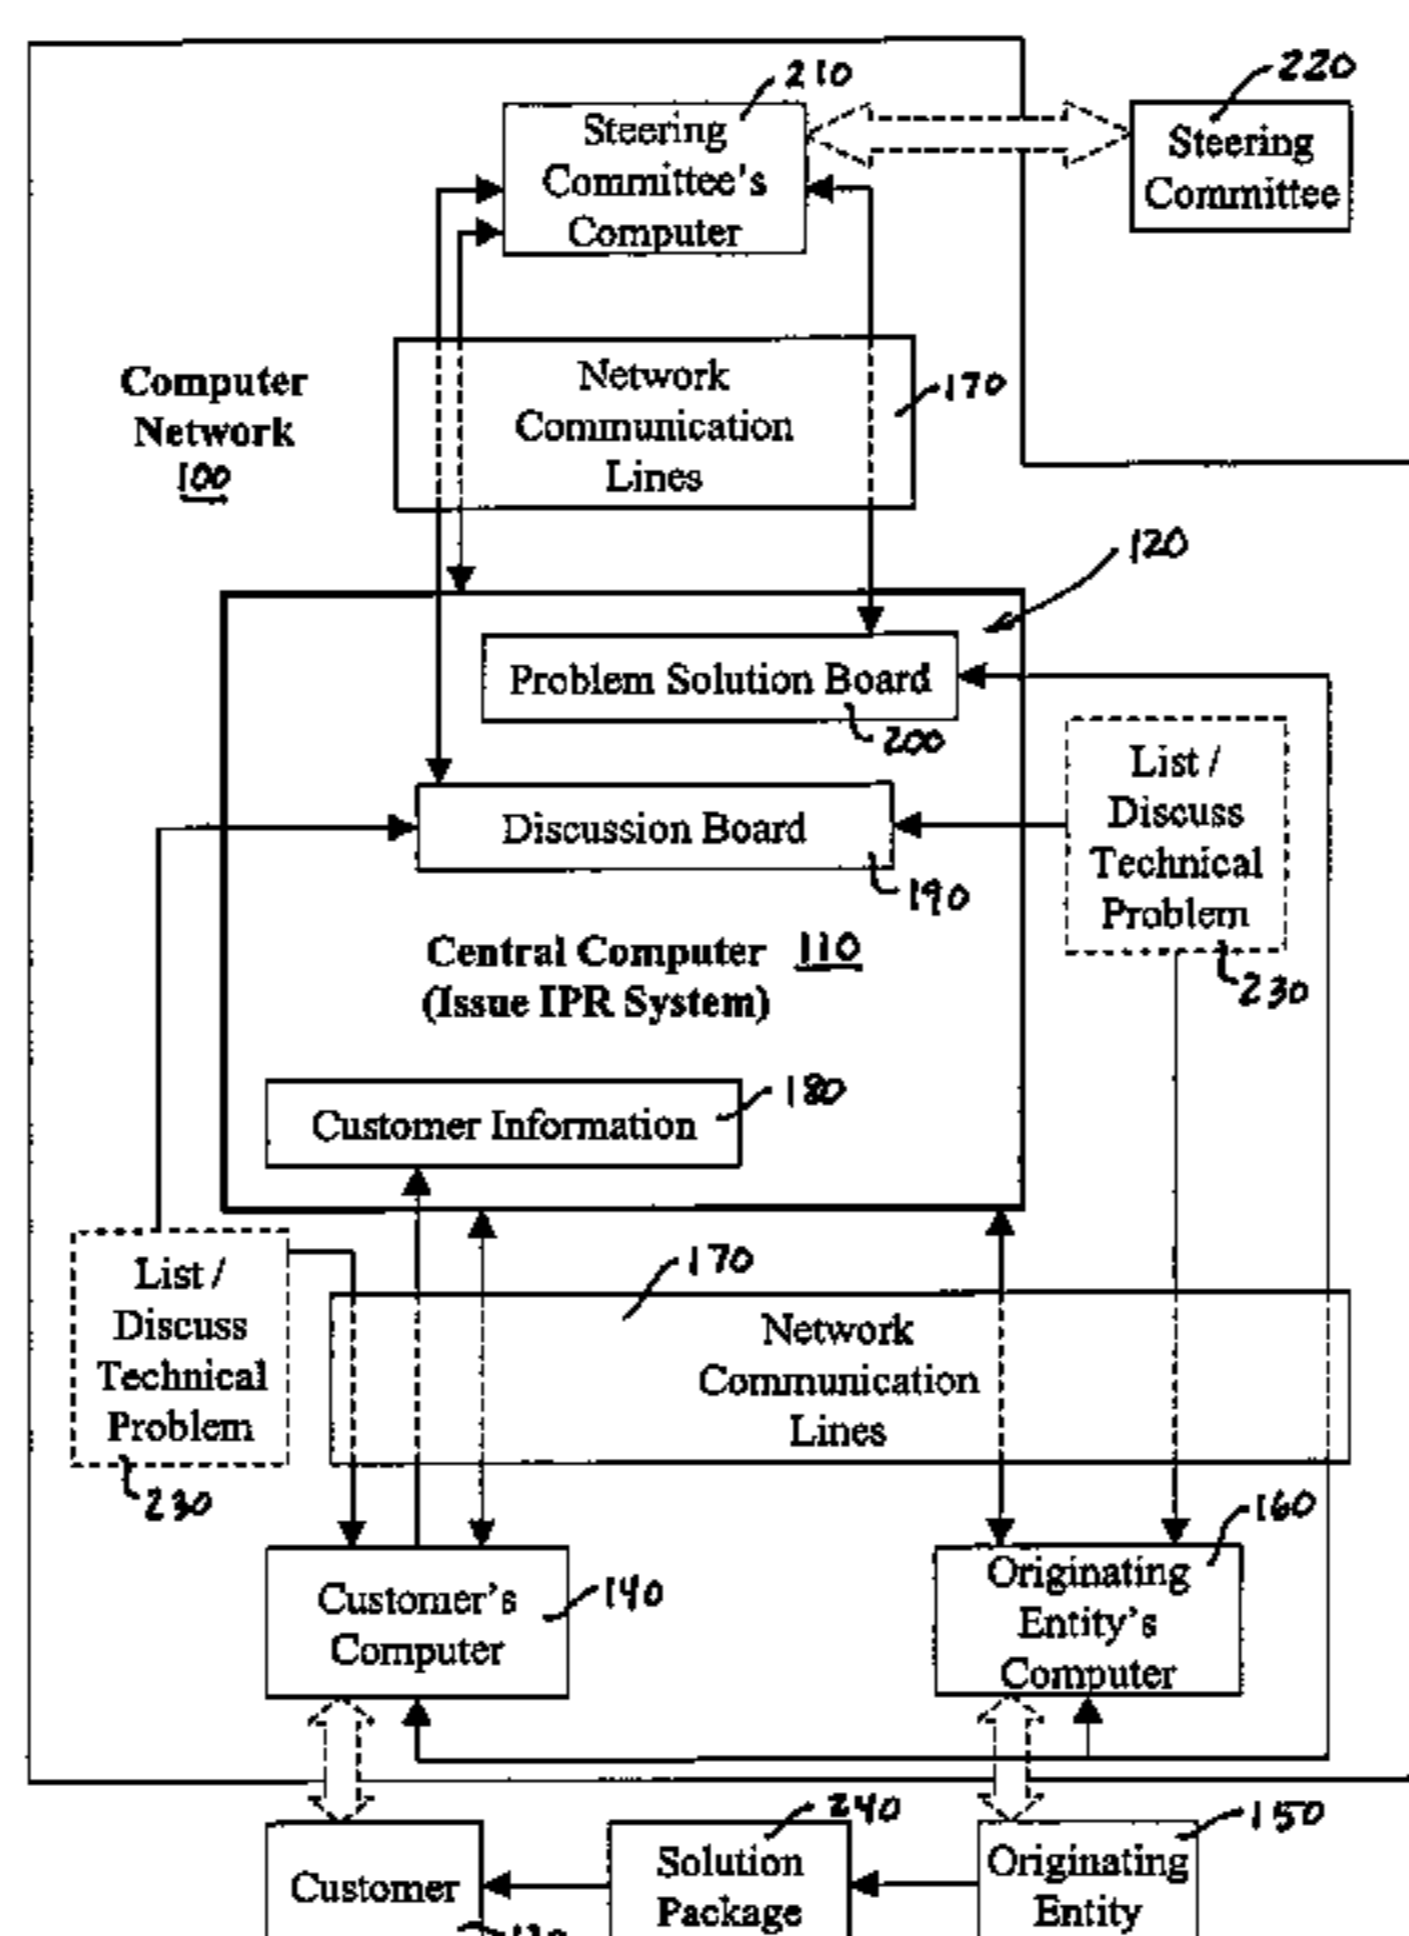 210
220
Steering
Committee's
Computer
Steering
Committee
Computer
Network
100
Network
Communication
Lines
170
120
Problem Solution Board
200
List /
Discuss
Technical
Problem
230
Discussion Board
190
Central Computer 110
(Issue IPR System)
Customer Information
180
List /
Discuss
Technical
Problem
230
170
Network
Communication
Lines
160
Customer's
Computer
140
Originating
Entity's
Computer
240
150
Customer
Solution
Package
Originating
Entity